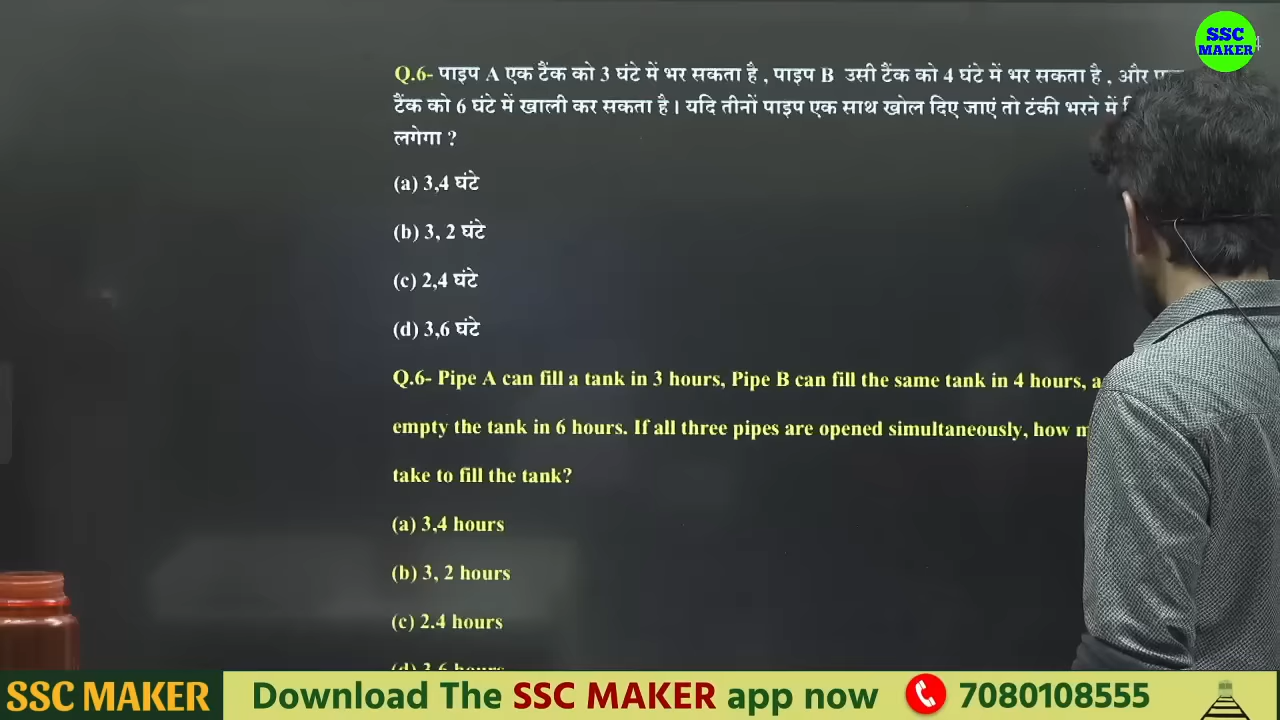 SSC
MAKER
Q.6- पाइप A एक टैंक को 3 घंटे में भर सकता है , पाइप B उसी टैंक को 4 घंटे में भर सकता है , और
टैंक को 6 घंटे में खाली कर सकता है। यदि तीनों पाइप एक साथ खोल दिए जाएं तो टंकी भरने में
लगेगा ?
(a) 3,4 घंटे
(b) 3, 2 घंटे
(c) 2,4 घंटे
(d) 3,6 घंटे
Q.6- Pipe A can fill a tank in 3 hours, Pipe B can fill the same tank in 4 hours,
empty the tank in 6 hours. If all three pipes are opened simultaneously, how
take to fill the tank?
(a) 3,4 hours
(b) 3, 2 hours
(c) 2.4 hours
SSC MAKER Download The SSC MAKER app now 7080108555